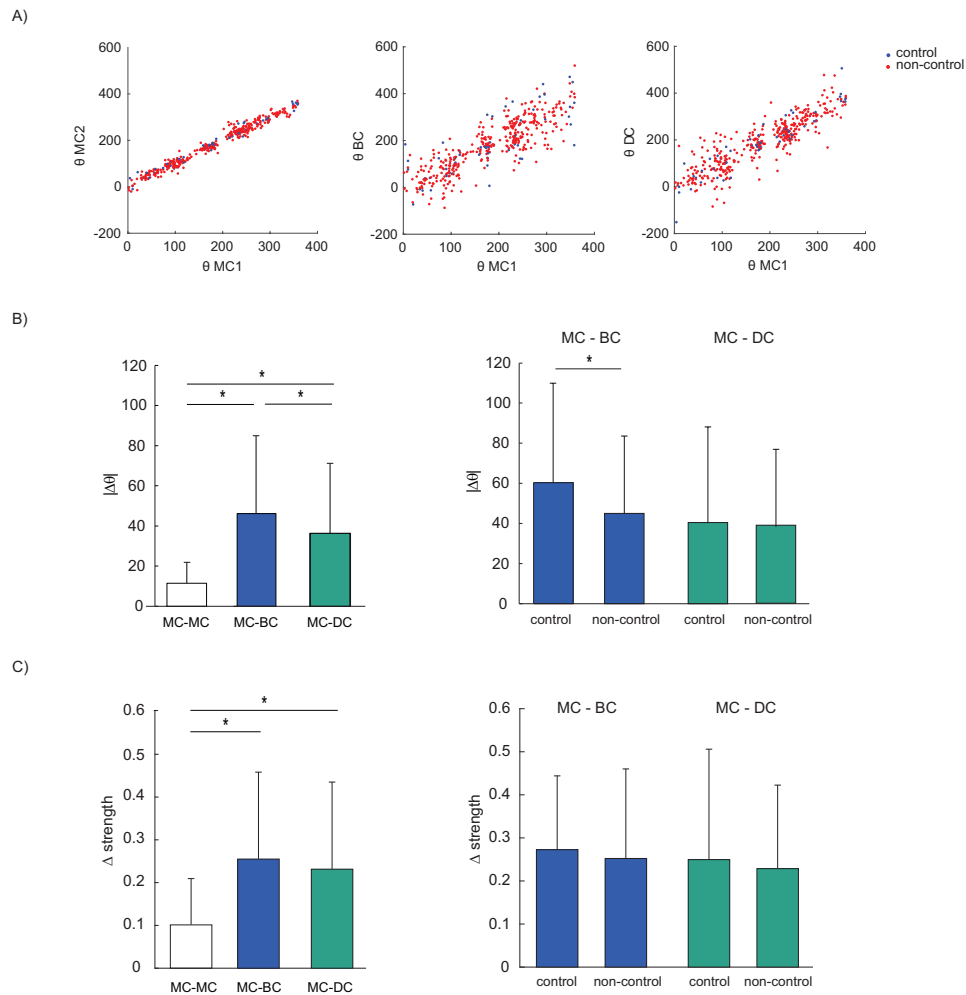 A)
600
400
200
0
-200
θ MC2
0 100 200 300 400
θ MC1
600
400
200
0
-200
θ BC
0 100 200 300 400
θ MC1
600
400
200
0
-200
θ DC
0 100 200 300 400
θ MC1
control
non-control
B)
120
100
80
60
40
20
0
|Δθ|
*
* *
MC-MC MC-BC MC-DC
MC - BC MC - DC
120
100
80
60
40
20
0
|Δθ|
*
control non-control control non-control
C)
0.6
0.5
0.4
0.3
0.2
0.1
0
Δ strength
*
*
MC-MC MC-BC MC-DC
MC - BC MC - DC
0.6
0.5
0.4
0.3
0.2
0.1
0
Δ strength
control non-control control non-control